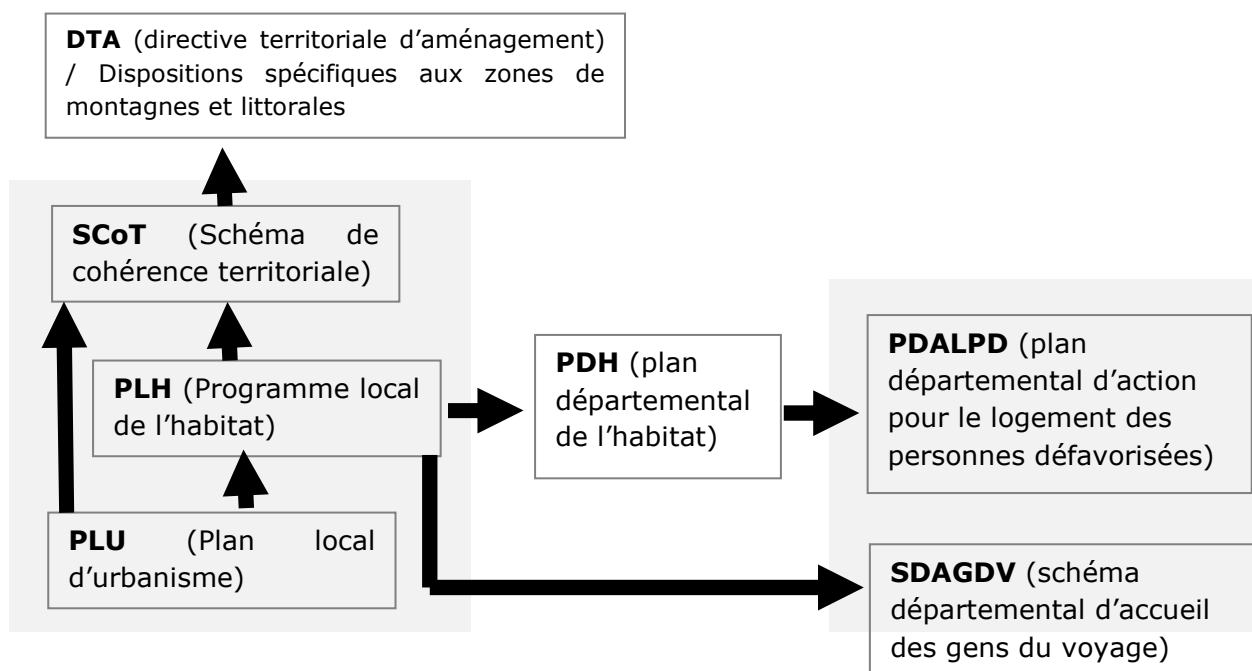 DTA (directive territoriale d’aménagement)
/ Dispositions spécifiques aux zones de
montagnes et littorales
SCoT (Schéma de
cohérence territoriale)
PLH (Programme local
de l’habitat)
PLU (Plan local
d’urbanisme)
PDH (plan
départemental
de l’habitat)
PDALPD (plan
départemental d’action
pour le logement des
personnes défavorisées)
SDAGDV (schéma
départemental d’accueil
des gens du voyage)